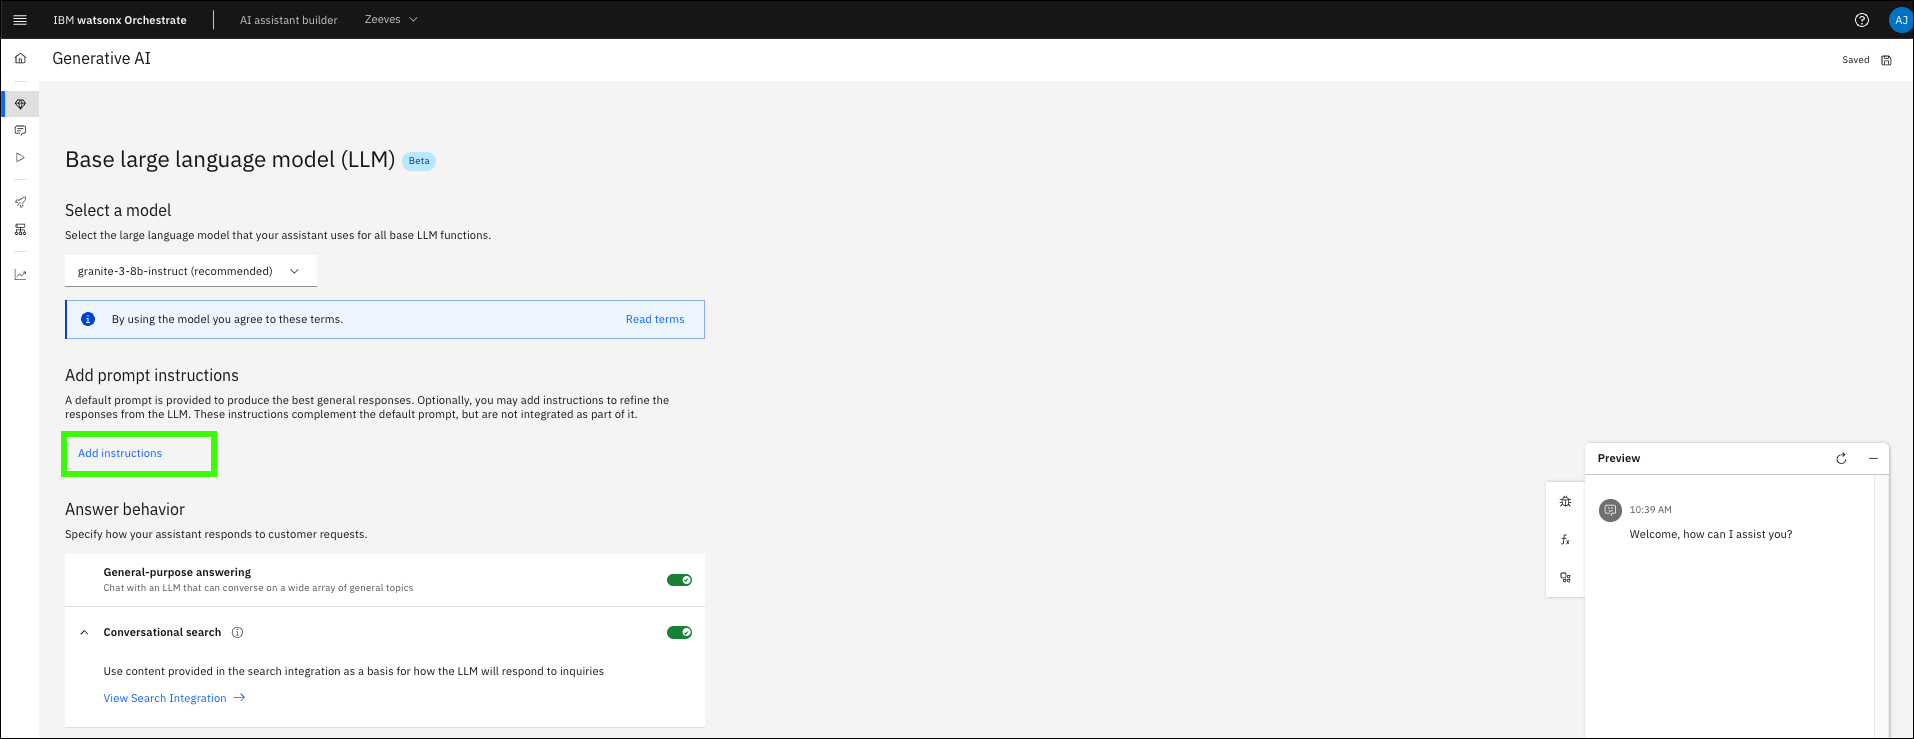 IBM watsonx Orchestrate
AI assistant builder
Zeeves
AJ
Generative AI
Saved
Base large language model (LLM) Beta
Select a model
Select the large language model that your assistant uses for all base LLM functions.
granite-3-8b-instruct (recommended)
By using the model you agree to these terms. Read terms
Add prompt instructions
A default prompt is provided to produce the best general responses. Optionally, you may add instructions to refine the
responses from the LLM. These instructions complement the default prompt, but are not integrated as part of it.
Add instructions
Answer behavior
Specify how your assistant responds to customer requests.
General-purpose answering
Chat with an LLM that can converse on a wide array of general topics
Conversational search
Use content provided in the search integration as a basis for how the LLM will respond to inquiries
View Search Integration
Preview
10:39 AM
Welcome, how can I assist you?